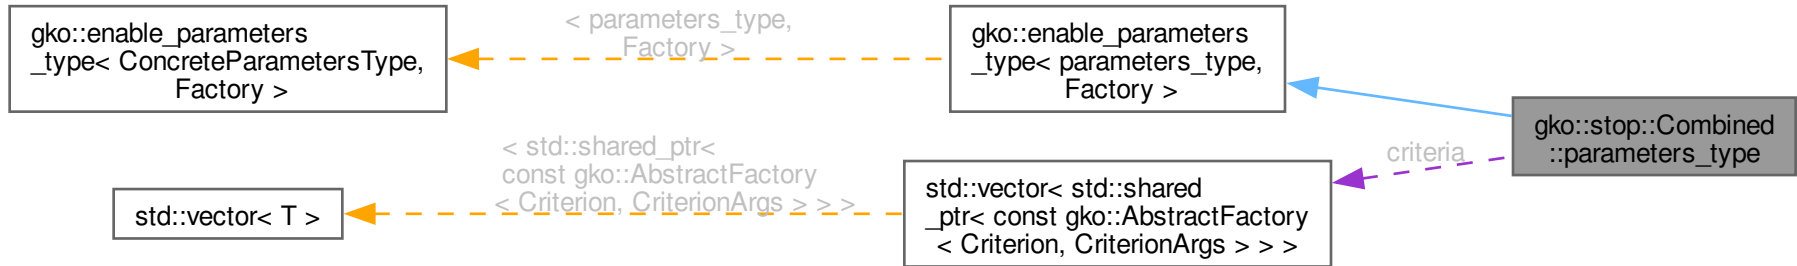 gko::enable_parameters
_type< ConcreteParametersType,
Factory >
< parameters_type,
Factory >
gko::enable_parameters
_type< parameters_type,
Factory >
gko::stop::Combined
::parameters_type
criteria
std::vector< T >
< std::shared_ptr<
const gko::AbstractFactory
< Criterion, CriterionArgs > > >
std::vector< std::shared
_ptr< const gko::AbstractFactory
< Criterion, CriterionArgs > > >